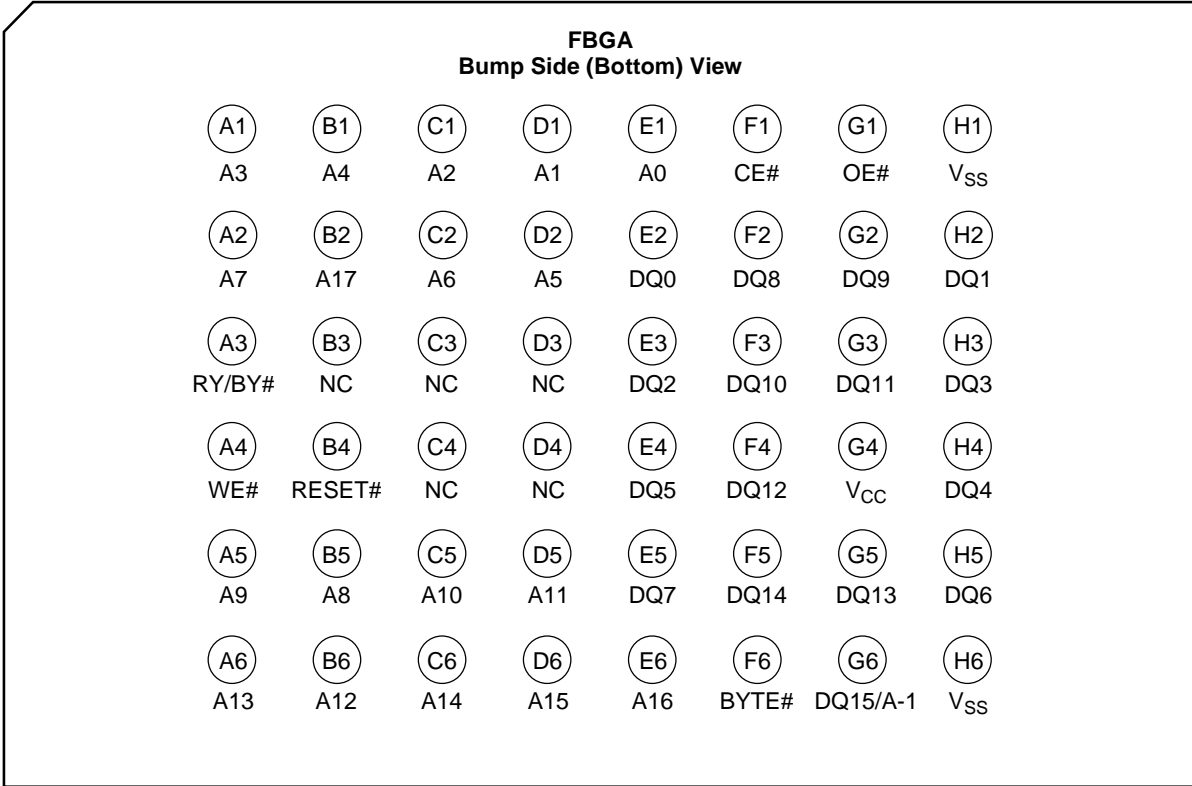 FBGA
Bump Side (Bottom) View
A1 B1 C1 D1 E1 F1 G1 H1
A3 A4 A2 A1 A0 CE# OE# VSS
A2 B2 C2 D2 E2 F2 G2 H2
A7 A17 A6 A5 DQ0 DQ8 DQ9 DQ1
A3 B3 C3 D3 E3 F3 G3 H3
RY/BY# NC NC NC DQ2 DQ10 DQ11 DQ3
A4 B4 C4 D4 E4 F4 G4 H4
WE# RESET# NC NC DQ5 DQ12 VCC DQ4
A5 B5 C5 D5 E5 F5 G5 H5
A9 A8 A10 A11 DQ7 DQ14 DQ13 DQ6
A6 B6 C6 D6 E6 F6 G6 H6
A13 A12 A14 A15 A16 BYTE# DQ15/A-1 VSS